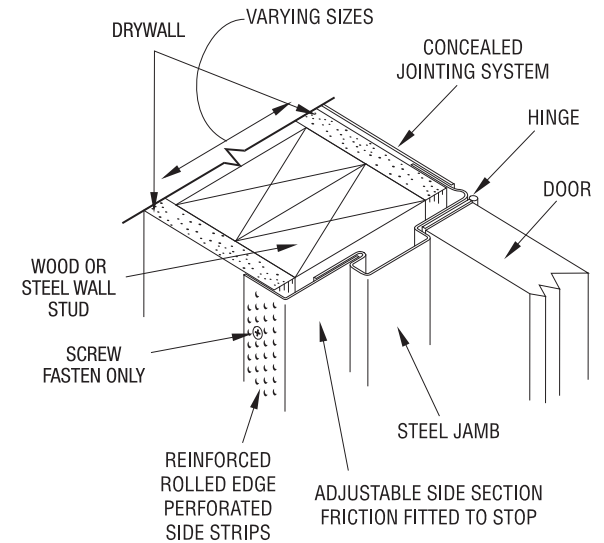 VARYING SIZES
DRYWALL
CONCEALED
JOINTING SYSTEM
HINGE
DOOR
WOOD OR
STEEL WALL
STUD
SCREW
FASTEN ONLY
STEEL JAMB
REINFORCED
ROLLED EDGE
PERFORATED
SIDE STRIPS
ADJUSTABLE SIDE SECTION
FRICTION FITTED TO STOP